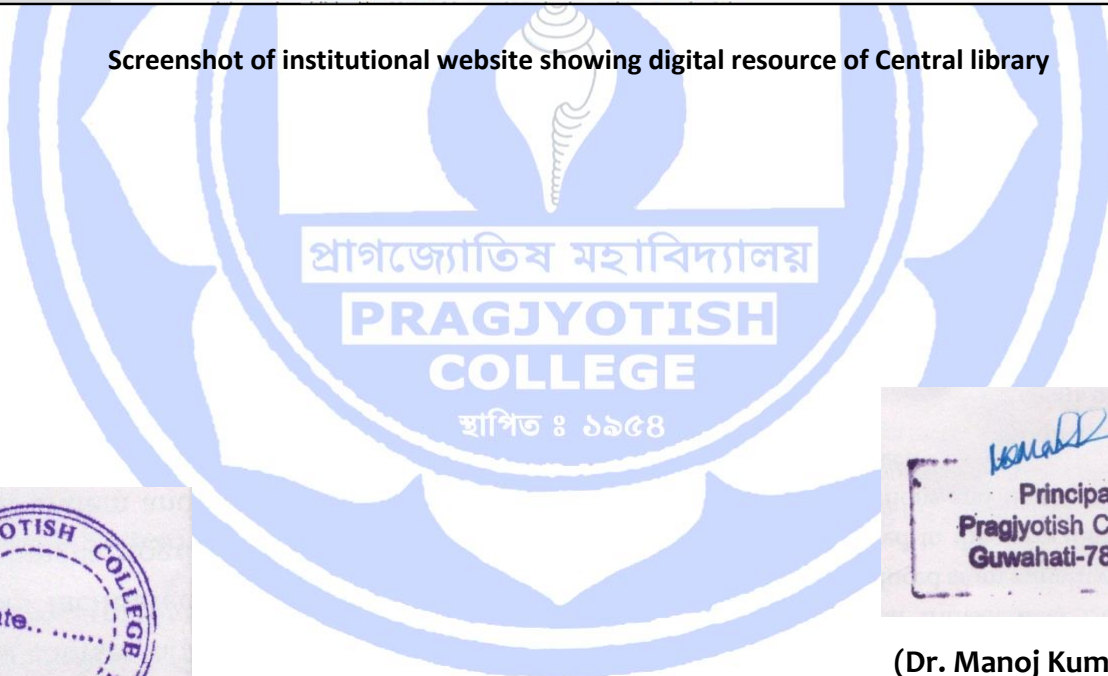 Screenshot of institutional website showing digital resource of Central library
প্রাগজ্যোতিষ মহাবিদ্যালয়
PRAGJYOTISH
COLLEGE
স্থাপিত ঃ ১৯৫৪
Principa
Pragjyotish C
Guwahati-78
OTISH COLLEGE
te.. ......
(Dr. Manoj Kum